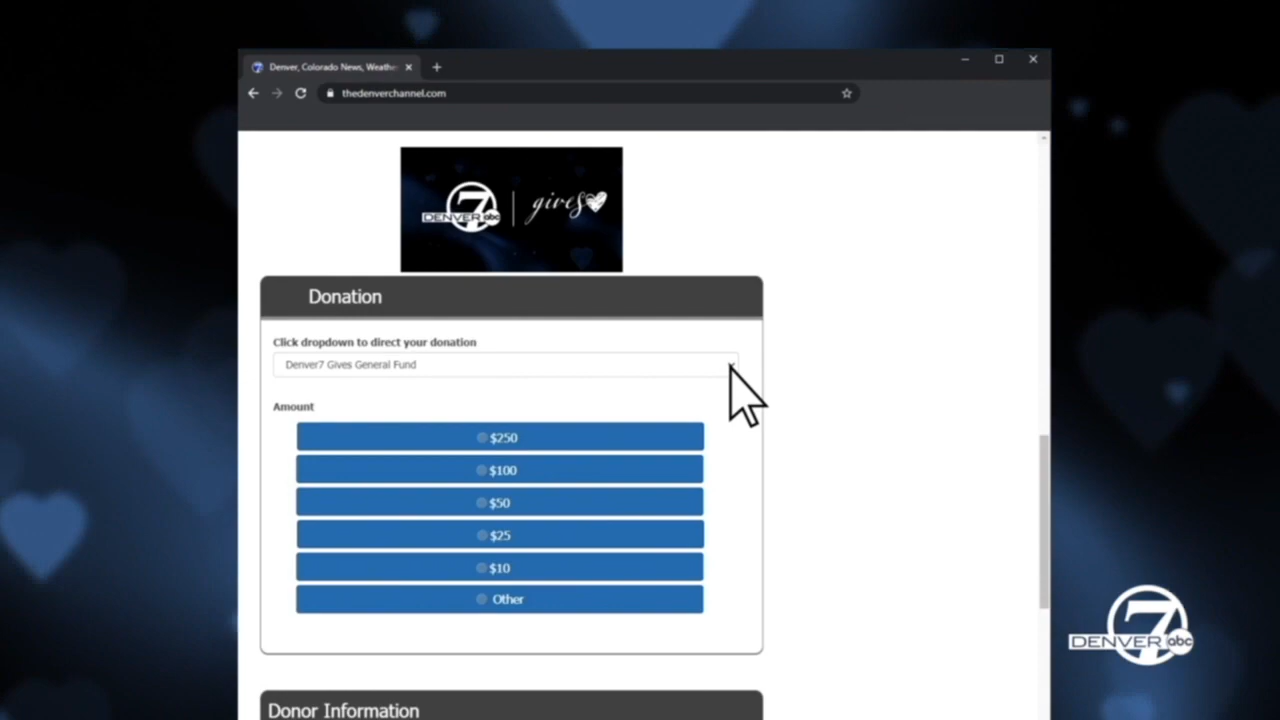 Denver, Colorado News, Weathe
thedenverchannel.com
7
DENVER abc
gives
Donation
Click dropdown to direct your donation
Denver7 Gives General Fund
Amount
$250
$100
$50
$25
$10
Other
Donor Information
7
DENVER abc